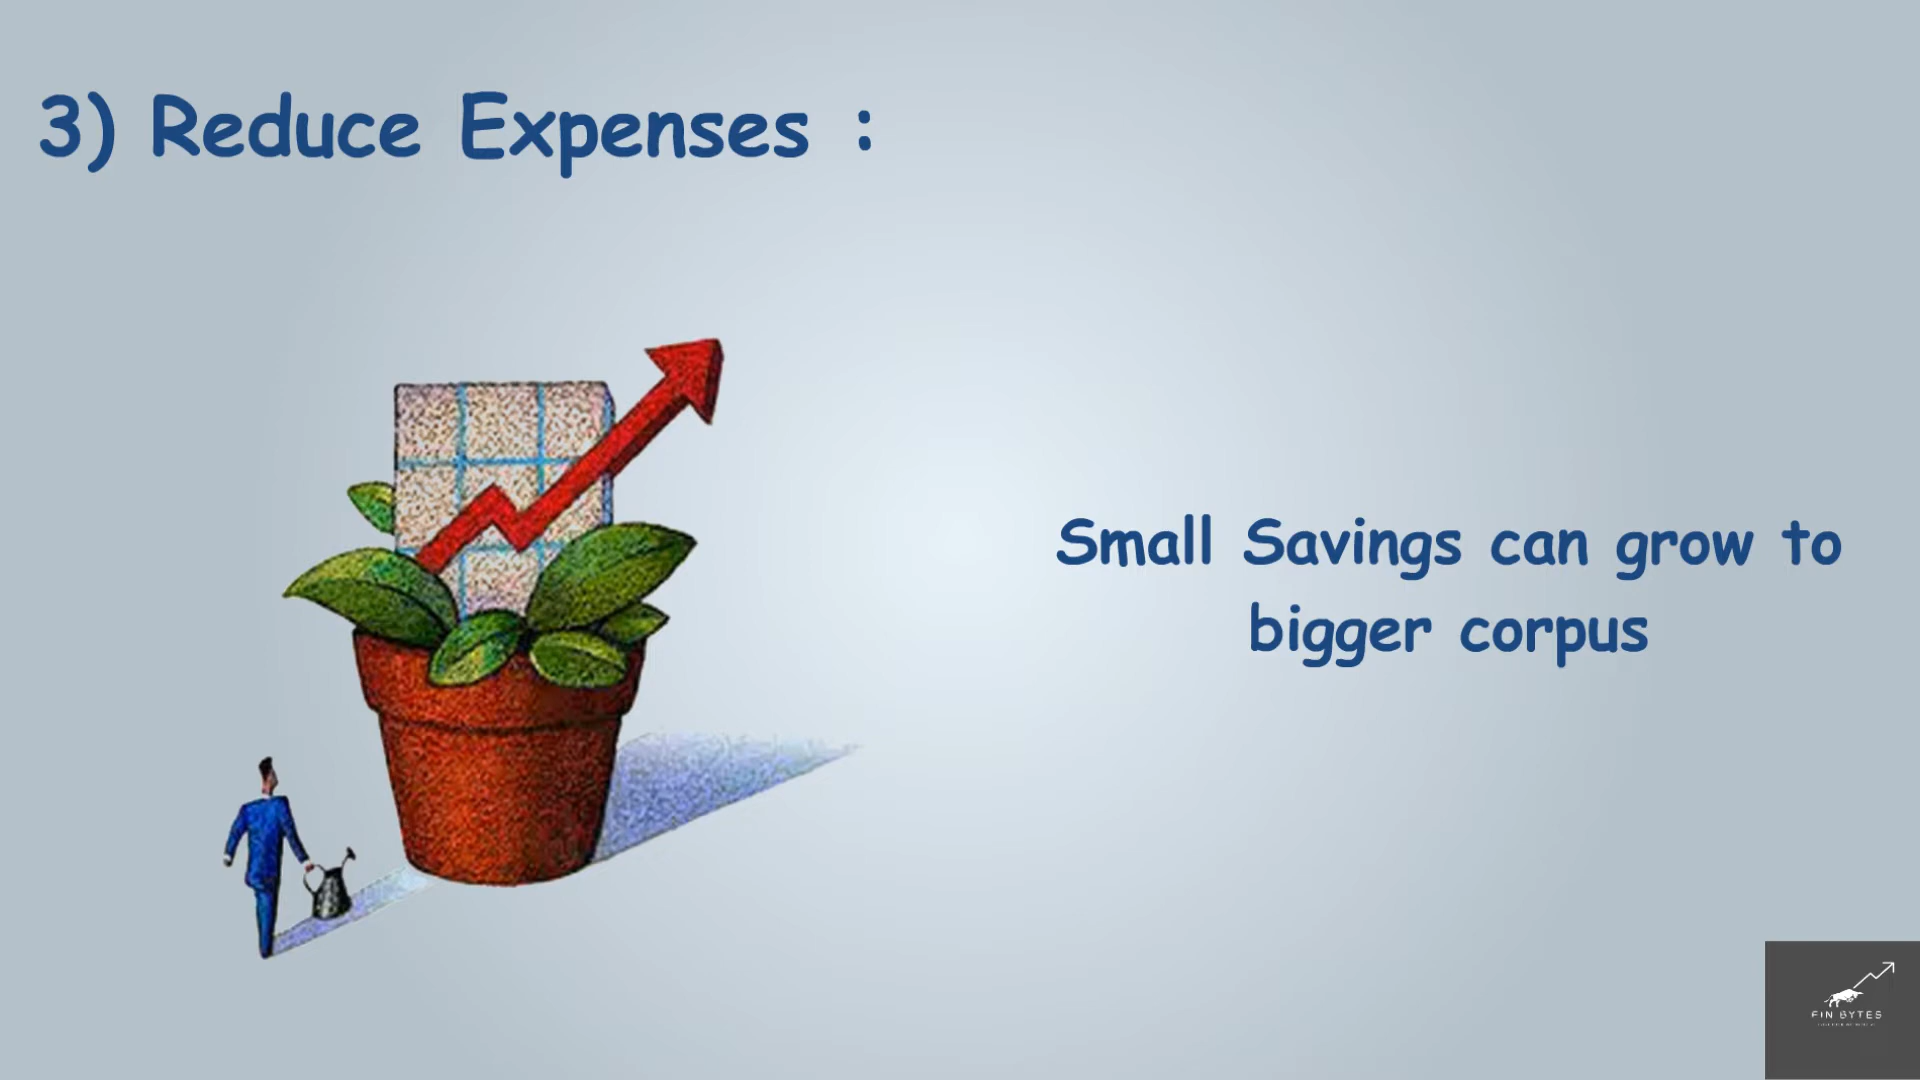 3) Reduce Expenses :
Small Savings can grow to
bigger corpus
FIN BYTES